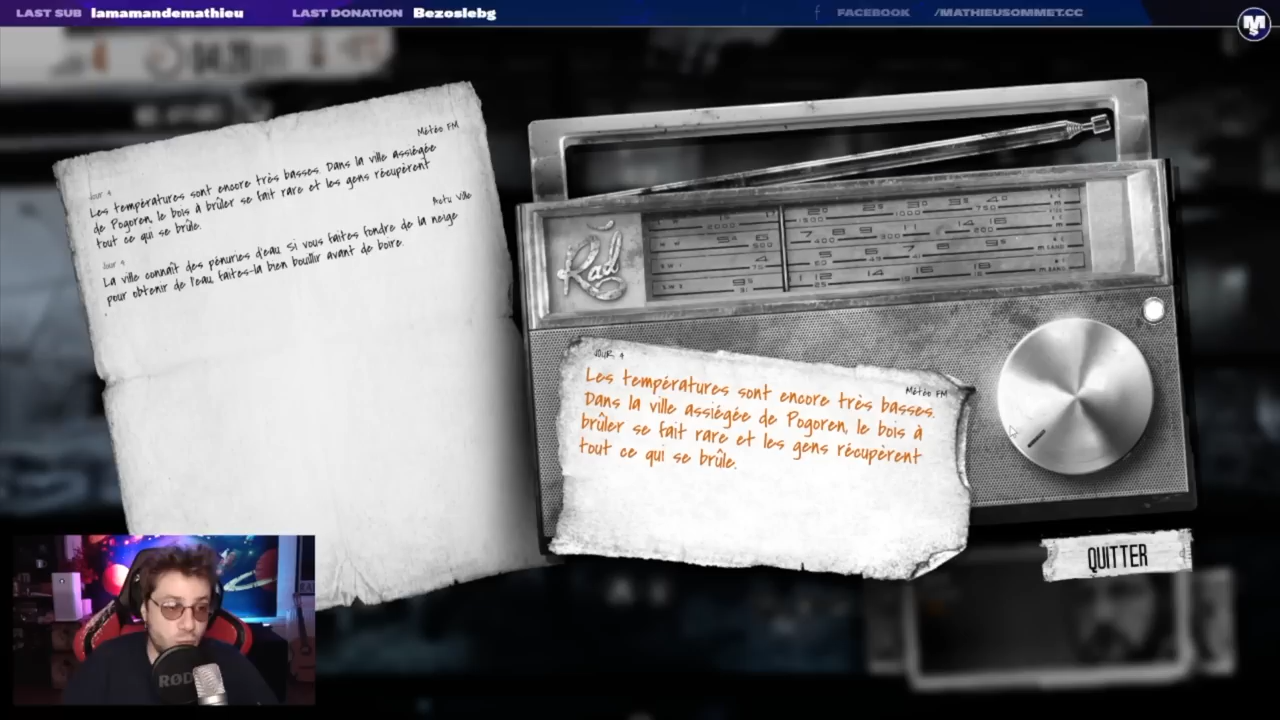 LAST SUB lamamandemathieu LAST DONATION Bezoslebg FACEBOOK /MATHIEUSOMMET.CC
Météo FM
Jour 4
Les températures sont encore très basses. Dans la ville assiégée
de Pogoren, le bois à brûler se fait rare et les gens récupèrent
tout ce qui se brûle.
Actu Ville
Jour 4
La ville connaît des pénuries d'eau. Si vous faites fondre de la neige
pour obtenir de l'eau, faites-la bien bouillir avant de boire.
Rad
JOUR 4
Météo FM
Les températures sont encore très basses.
Dans la ville assiégée de Pogoren, le bois à
brûler se fait rare et les gens récupèrent
tout ce qui se brûle.
QUITTER
RØDE